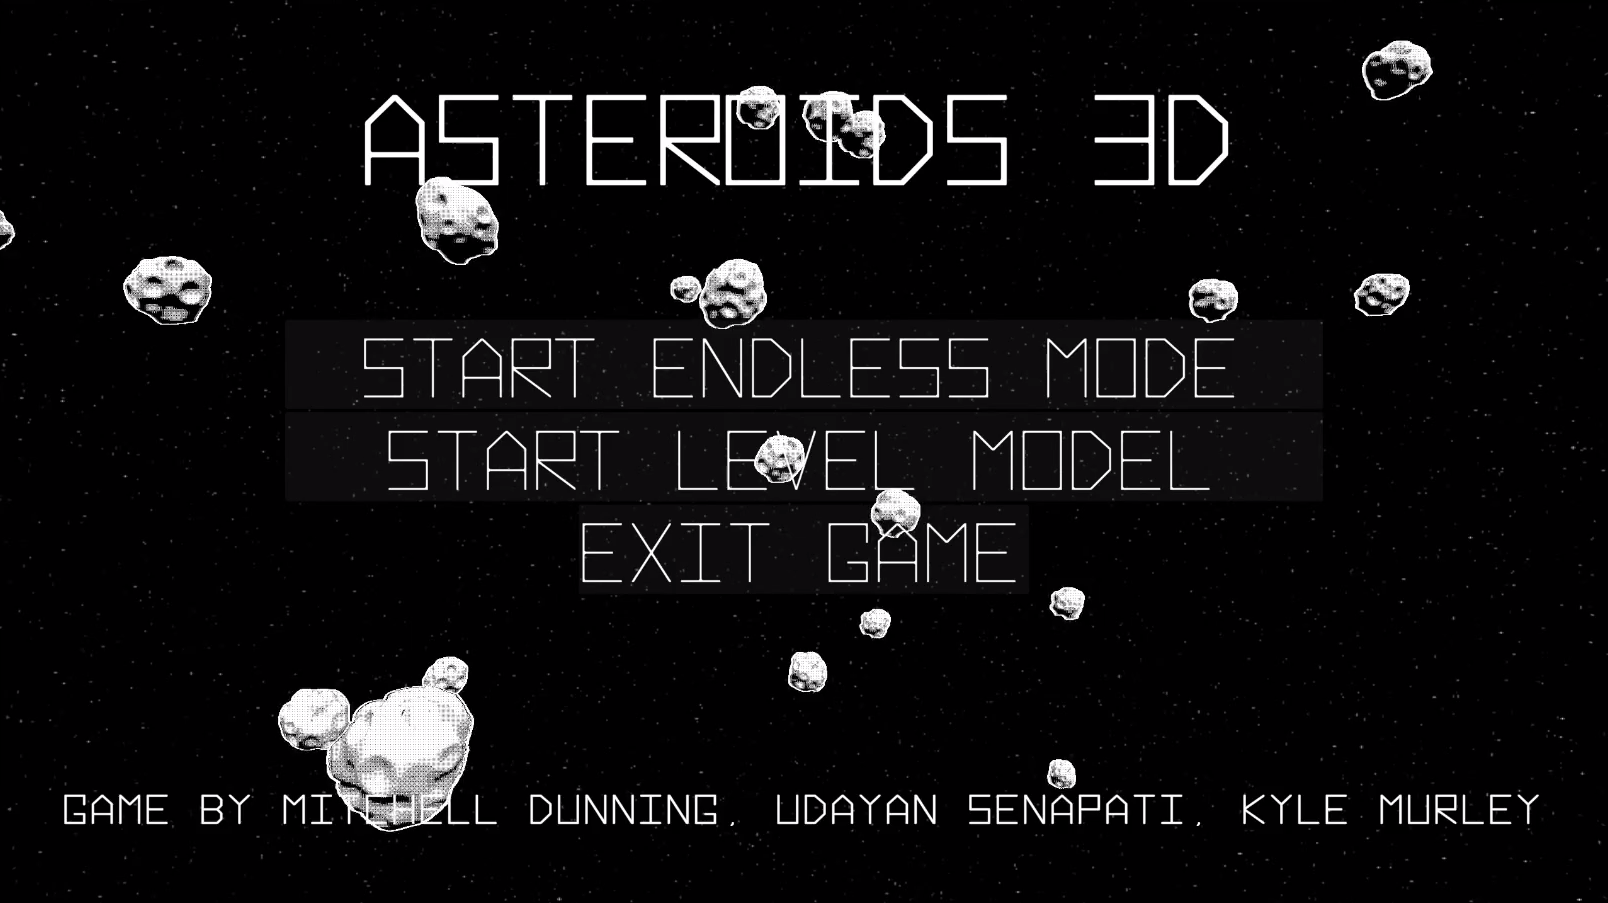 ASTEROIDS 3D
START ENDLESS MODE
START LEVEL MODEL
EXIT GAME
GAME BY MITCHELL DUNNING, UDAYAN SENAPATI, KYLE MURLEY